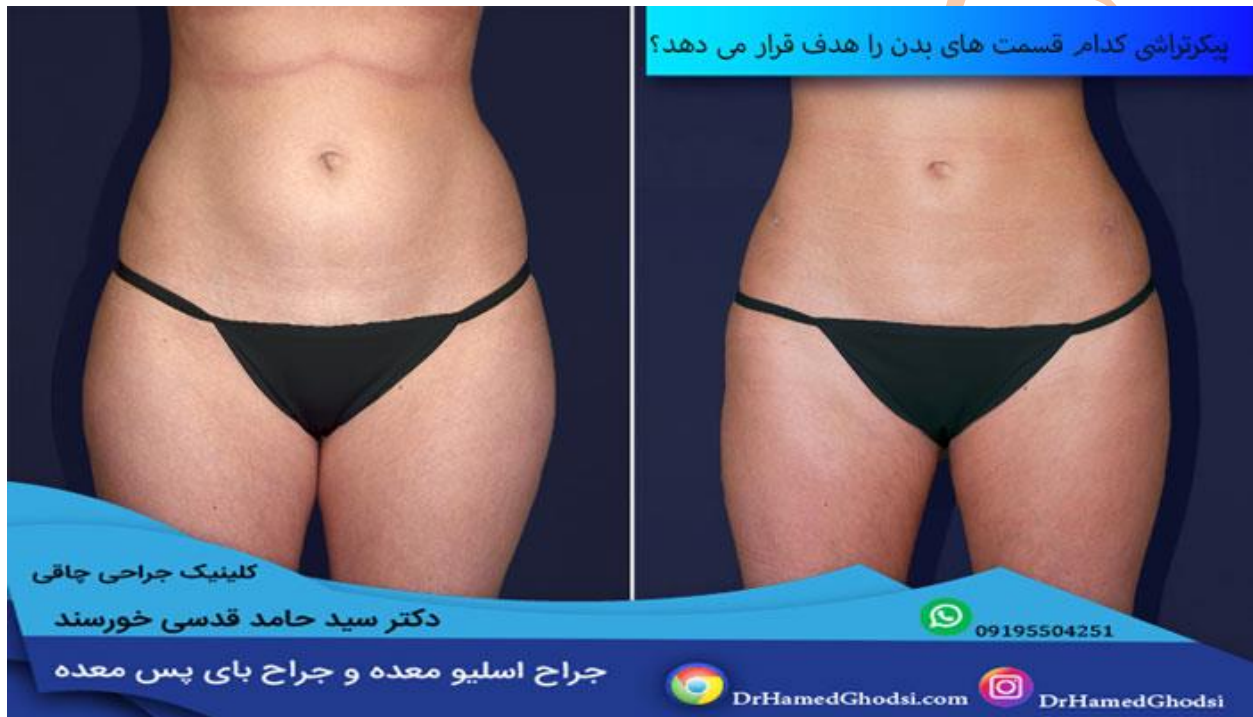 پیکرتراشی کدام قسمت های بدن را هدف قرار می دهد؟
کلینیک جراحی چاقی
دکتر سید حامد قدسی خورسند
09195504251
جراح اسلیو معده و جراح بای پس معده
DrHamedGhodsi.com
DrHamedGhodsi